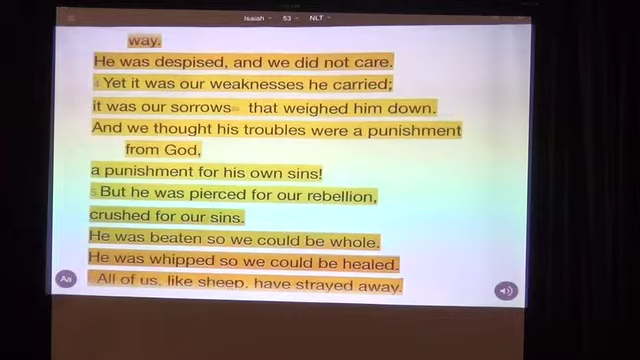 Isaiah 53 NLT
way.
He was despised, and we did not care.
4 Yet it was our weaknesses he carried;
it was our sorrows that weighed him down.
And we thought his troubles were a punishment
from God,
a punishment for his own sins!
5 But he was pierced for our rebellion,
crushed for our sins.
He was beaten so we could be whole.
He was whipped so we could be healed.
All of us, like sheep, have strayed away.
Aa